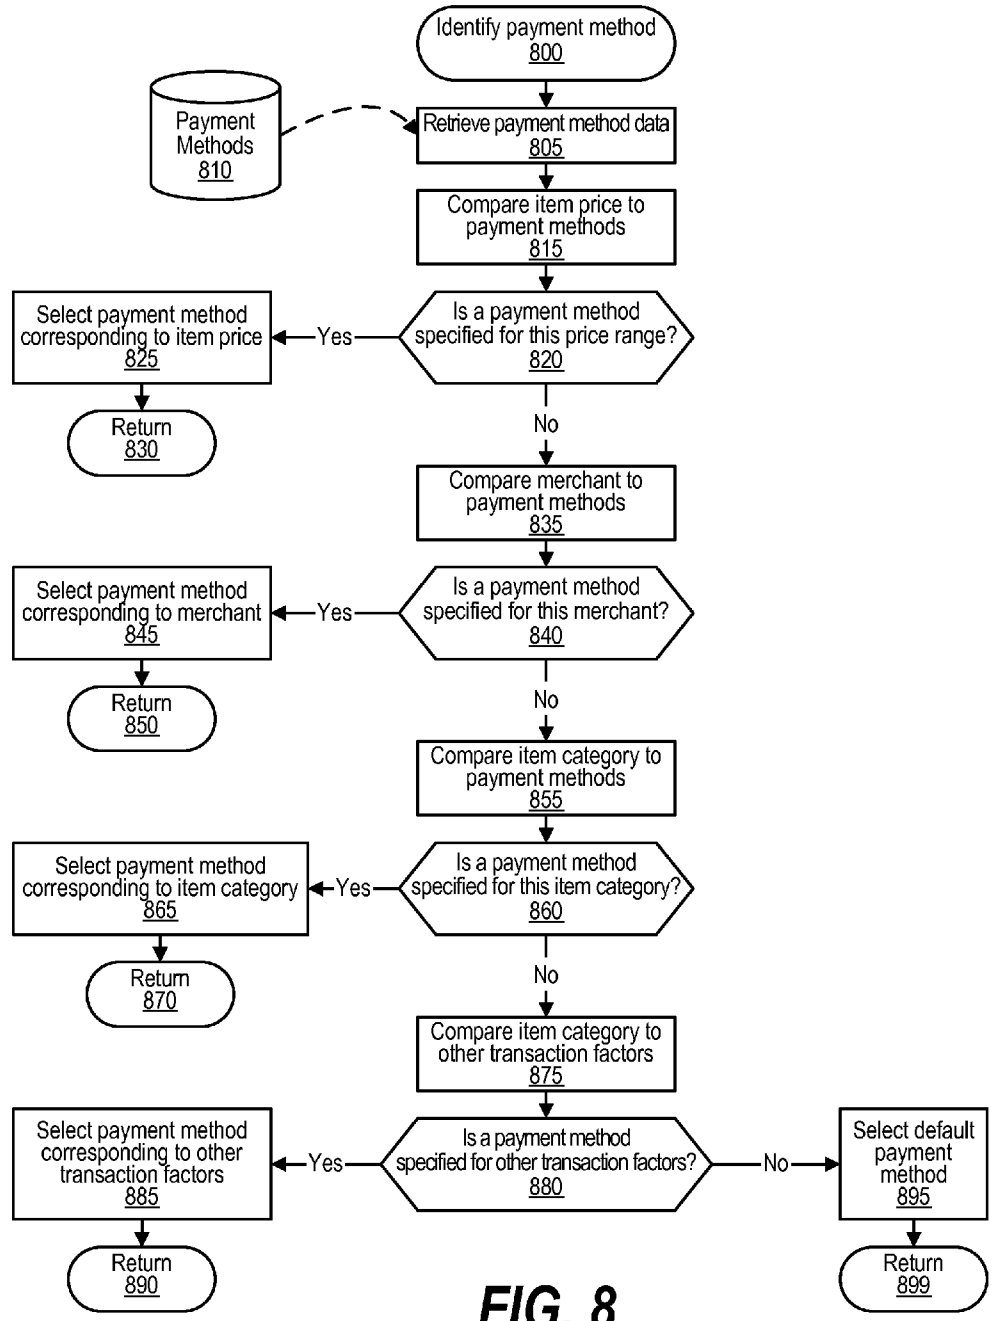 Identify payment method
800
Payment
Methods
810
Retrieve payment method data
805
Compare item price to
payment methods
815
Select payment method
corresponding to item price
825
Yes
Is a payment method
specified for this price range?
820
Return
830
No
Compare merchant to
payment methods
835
Select payment method
corresponding to merchant
845
Yes
Is a payment method
specified for this merchant?
840
Return
850
No
Compare item category to
payment methods
855
Select payment method
corresponding to item category
865
Yes
Is a payment method
specified for this item category?
860
Return
870
No
Compare item category to
other transaction factors
875
Select payment method
corresponding to other
transaction factors
885
Yes
Is a payment method
specified for other transaction factors?
880
No
Select default
payment
method
895
Return
890
Return
899
FIG. 8